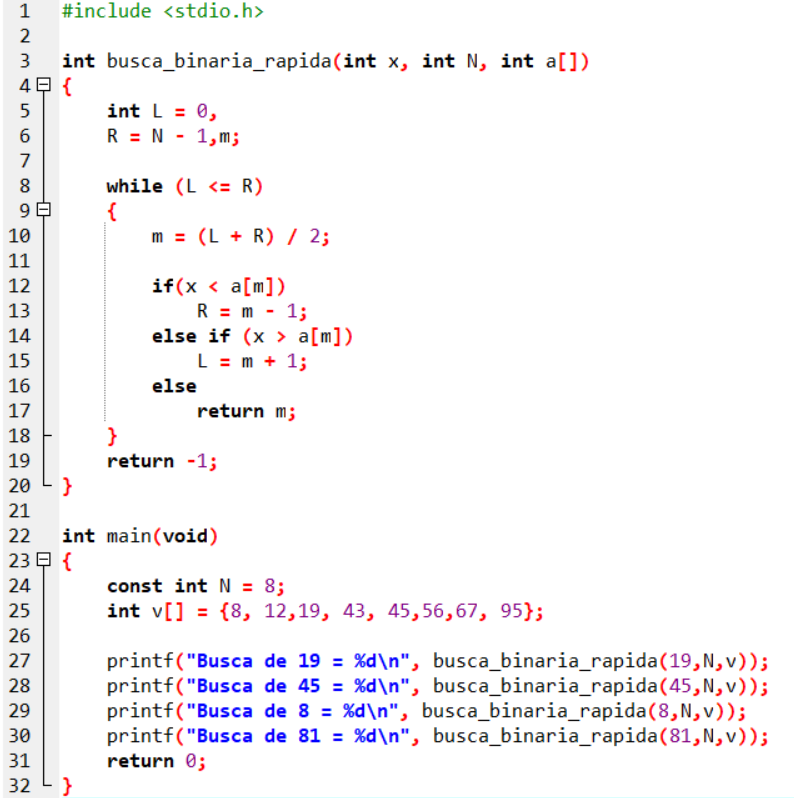 1 #include <stdio.h>
2
3 int busca_binaria_rapida(int x, int N, int a[])
4 {
5     int L = 0,
6     R = N - 1,m;
7
8     while (L <= R)
9     {
10         m = (L + R) / 2;
11
12         if(x < a[m])
13             R = m - 1;
14         else if (x > a[m])
15             L = m + 1;
16         else
17             return m;
18     }
19     return -1;
20 }
21
22 int main(void)
23 {
24     const int N = 8;
25     int v[] = {8, 12,19, 43, 45,56,67, 95};
26
27     printf("Busca de 19 = %d\n", busca_binaria_rapida(19,N,v));
28     printf("Busca de 45 = %d\n", busca_binaria_rapida(45,N,v));
29     printf("Busca de 8 = %d\n", busca_binaria_rapida(8,N,v));
30     printf("Busca de 81 = %d\n", busca_binaria_rapida(81,N,v));
31     return 0;
32 }